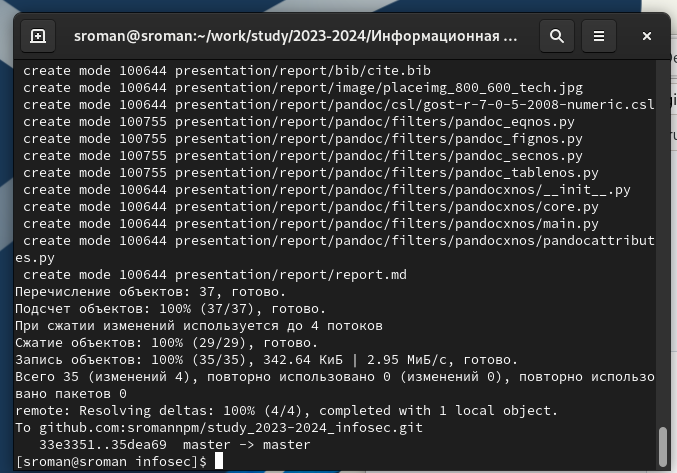 sroman@sroman:~/work/study/2023-2024/Информационная ...
create mode 100644 presentation/report/bib/cite.bib
create mode 100644 presentation/report/image/placeimg_800_600_tech.jpg
create mode 100644 presentation/report/pandoc/csl/gost-r-7-0-5-2008-numeric.csl
create mode 100755 presentation/report/pandoc/filters/pandoc_eqnos.py
create mode 100755 presentation/report/pandoc/filters/pandoc_fignos.py
create mode 100755 presentation/report/pandoc/filters/pandoc_secnos.py
create mode 100755 presentation/report/pandoc/filters/pandoc_tablenos.py
create mode 100644 presentation/report/pandoc/filters/pandocxnos/__init__.py
create mode 100644 presentation/report/pandoc/filters/pandocxnos/core.py
create mode 100644 presentation/report/pandoc/filters/pandocxnos/main.py
create mode 100644 presentation/report/pandoc/filters/pandocxnos/pandocattribut
es.py
create mode 100644 presentation/report/report.md
Перечисление объектов: 37, готово.
Подсчет объектов: 100% (37/37), готово.
При сжатии изменений используется до 4 потоков
Сжатие объектов: 100% (29/29), готово.
Запись объектов: 100% (35/35), 342.64 КиБ | 2.95 МиБ/с, готово.
Всего 35 (изменений 4), повторно использовано 0 (изменений 0), повторно использо
вано пакетов 0
remote: Resolving deltas: 100% (4/4), completed with 1 local object.
To github.com:sromannpm/study_2023-2024_infosec.git
33e3351..35dea69 master -> master
[sroman@sroman infosec]$